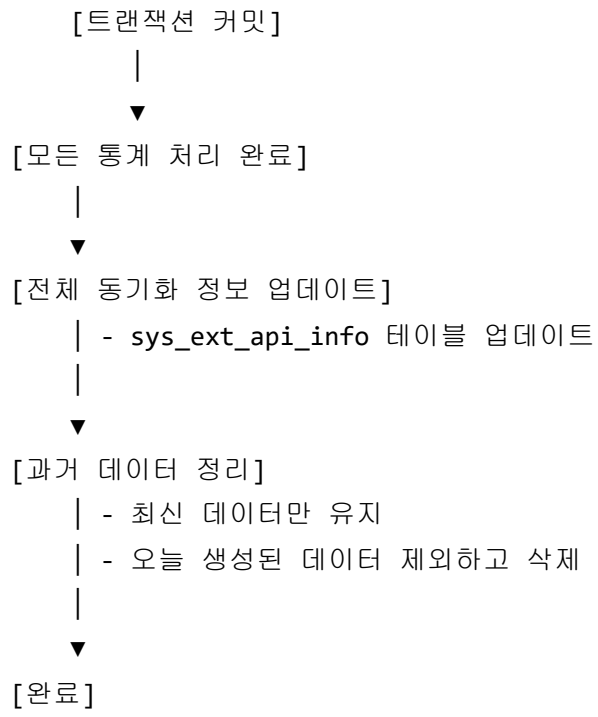 [트랜잭션 커밋]
│
▼
[모든 통계 처리 완료]
│
▼
[전체 동기화 정보 업데이트]
│ - sys_ext_api_info 테이블 업데이트
│
▼
[과거 데이터 정리]
│ - 최신 데이터만 유지
│ - 오늘 생성된 데이터 제외하고 삭제
│
▼
[완료]